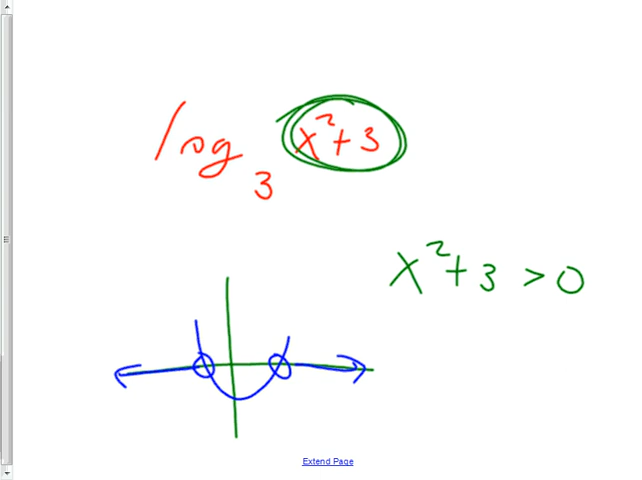 log₃ x²+3
x²+3 > 0
Extend Page